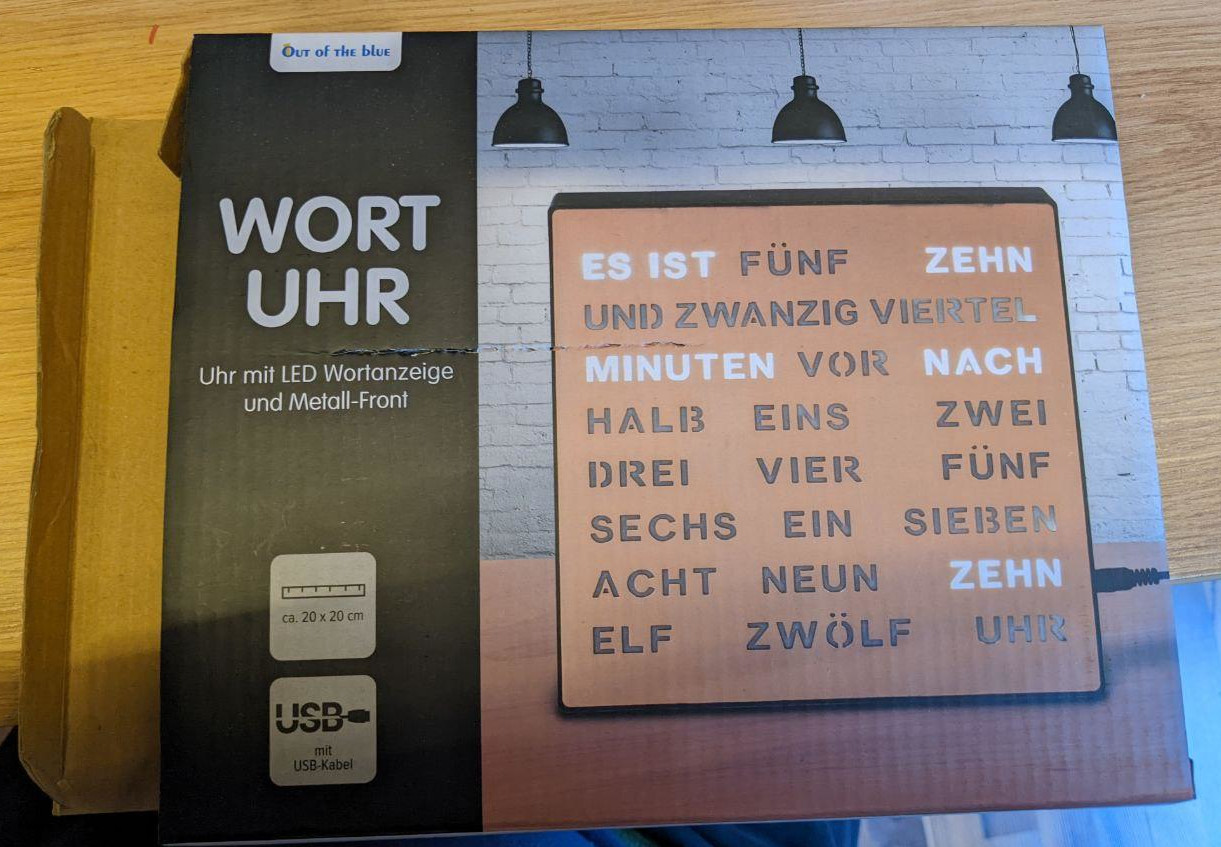 Out of the blue
WORT
UHR
Uhr mit LED Wortanzeige
und Metall-Front
ca. 20 x 20 cm
USB
mit
USB-Kabel
ES IST FÜNF ZEHN
UND ZWANZIG VIERTEL
MINUTEN VOR NACH
HALB EINS ZWEI
DREI VIER FÜNF
SECHS EIN SIEBEN
ACHT NEUN ZEHN
ELF ZWÖLF UHR